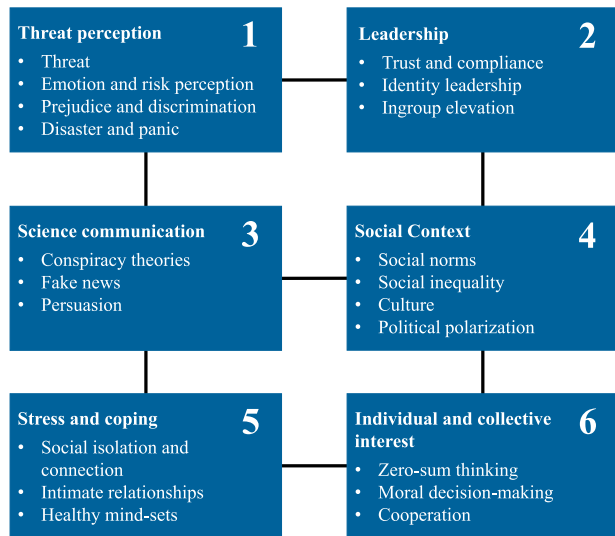 Threat perception 1
• Threat
• Emotion and risk perception
• Prejudice and discrimination
• Disaster and panic
Leadership 2
• Trust and compliance
• Identity leadership
• Ingroup elevation
Science communication 3
• Conspiracy theories
• Fake news
• Persuasion
Social Context 4
• Social norms
• Social inequality
• Culture
• Political polarization
Stress and coping 5
• Social isolation and
connection
• Intimate relationships
• Healthy mind-sets
Individual and collective 6
interest
• Zero-sum thinking
• Moral decision-making
• Cooperation